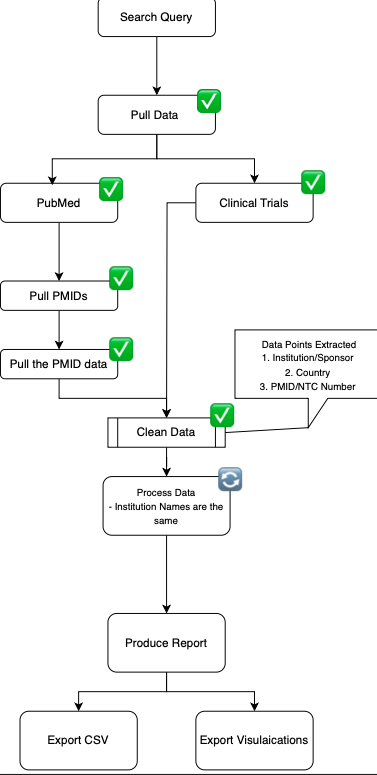 Search Query
Pull Data
PubMed
Clinical Trials
Pull PMIDs
Pull the PMID data
Data Points Extracted
1. Institution/Sponsor
2. Country
3. PMID/NTC Number
Clean Data
Process Data
- Institution Names are the
same
Produce Report
Export CSV
Export Visulaications